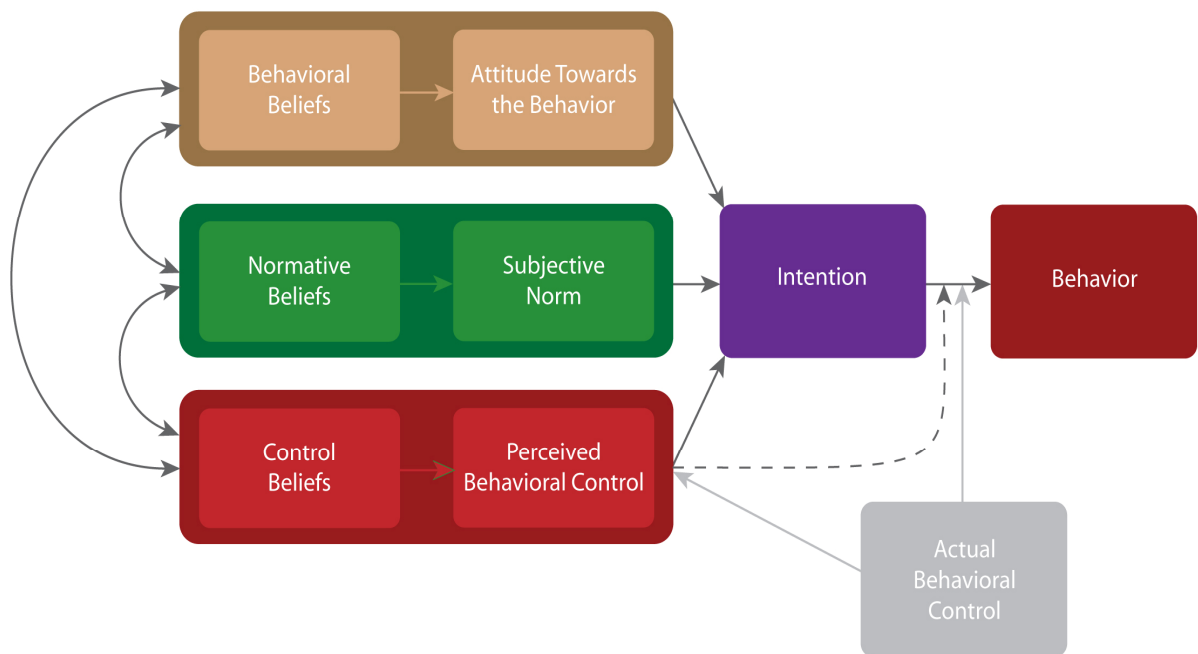 Behavioral
Beliefs
Attitude Towards
the Behavior
Normative
Beliefs
Subjective
Norm
Intention
Behavior
Control
Beliefs
Perceived
Behavioral Control
Actual
Behavioral
Control